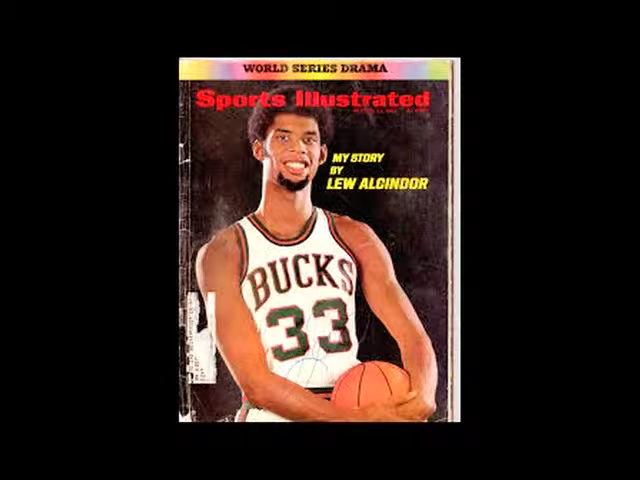 WORLD SERIES DRAMA
Sports Illustrated
MY STORY
BY
LEW ALCINDOR
BUCKS
33